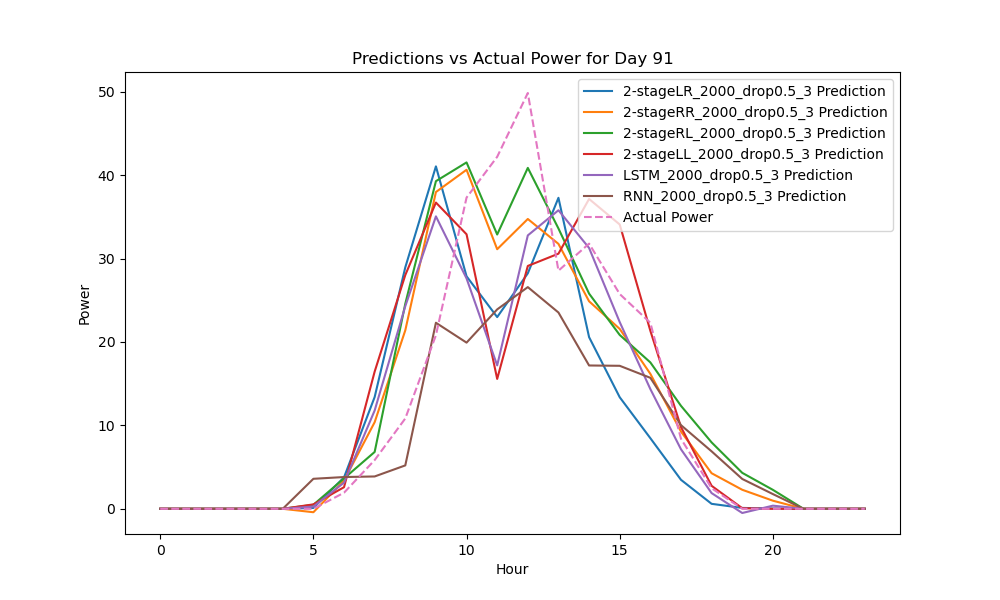 Predictions vs Actual Power for Day 91
50
40
30
20
10
0
Power
2-stageLR_2000_drop0.5_3 Prediction
2-stageRR_2000_drop0.5_3 Prediction
2-stageRL_2000_drop0.5_3 Prediction
2-stageLL_2000_drop0.5_3 Prediction
LSTM_2000_drop0.5_3 Prediction
RNN_2000_drop0.5_3 Prediction
Actual Power
0 5 10 15 20
Hour